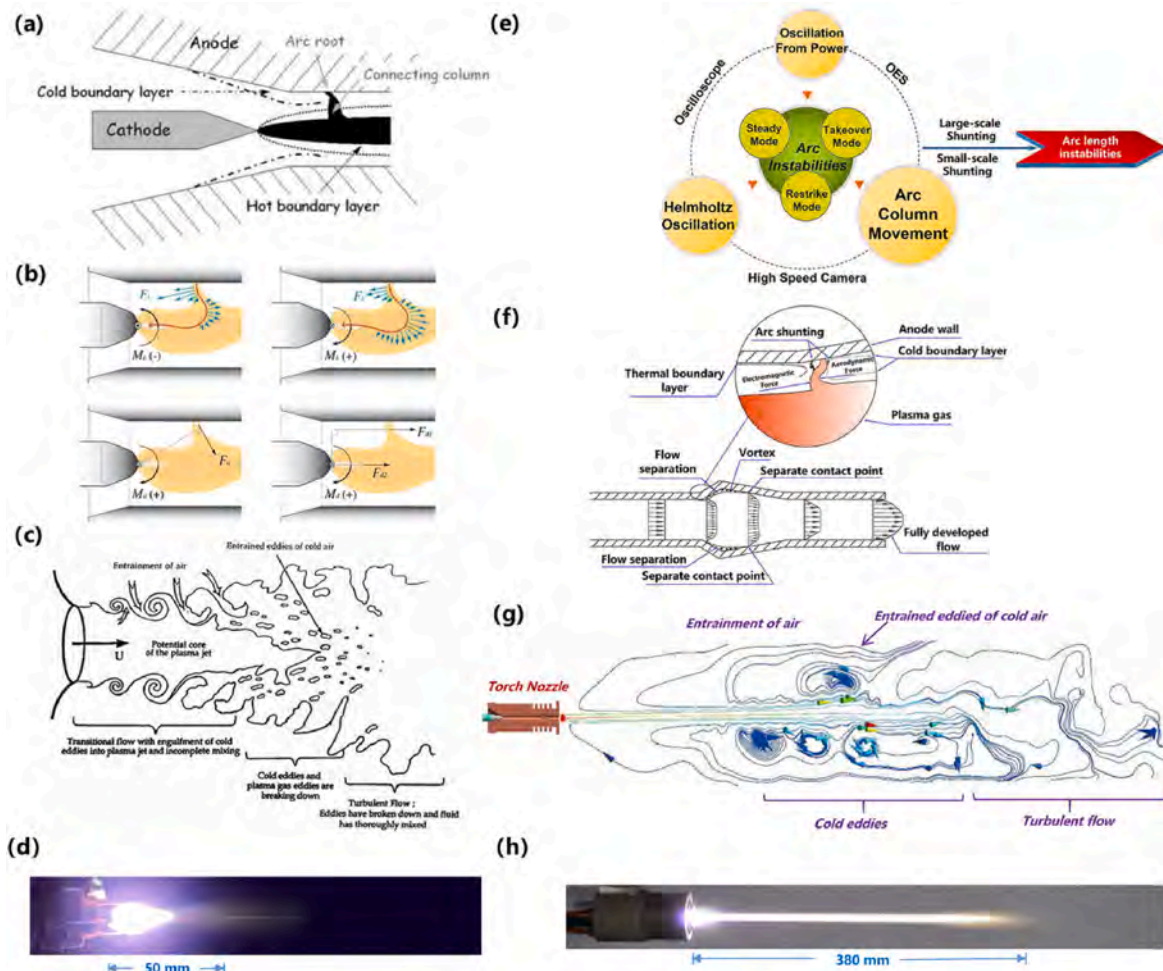 (a)
Anode
Arc root
Connecting column
Cold boundary layer
Cathode
Hot boundary layer
(b)
M₀ (-)
M₀ (+)
M₀ (+)
M₀ (+)
(c)
Entrained eddies of cold air
Entrainment of air
U
Potential core
of the plasma jet
Transitional flow with engulfment of cold
eddies into plasma jet and incomplete mixing
Cold eddies and
plasma gas eddies are
breaking down
Turbulent Flow ;
Eddies have broken down and fluid
has thoroughly mixed
(d)
50 mm
(e)
Oscillation
From Power
Oscilloscope
OES
Steady
Mode
Takeover
Mode
Arc
Instabilities
Restrike
Mode
Helmholtz
Oscillation
Arc
Column
Movement
High Speed Camera
Large-scale
Shunting
Small-scale
Shunting
Arc length
instabilities
(f)
Arc shunting
Anode wall
Cold boundary layer
Thermal boundary
layer
Electromagnetic
Force
Aerodynamic
Force
Plasma gas
Flow
separation
Vortex
Separate contact point
Fully developed
flow
Flow separation
Separate contact point
(g)
Entrainment of air
Entrained eddied of cold air
Torch Nozzle
Cold eddies
Turbulent flow
(h)
380 mm